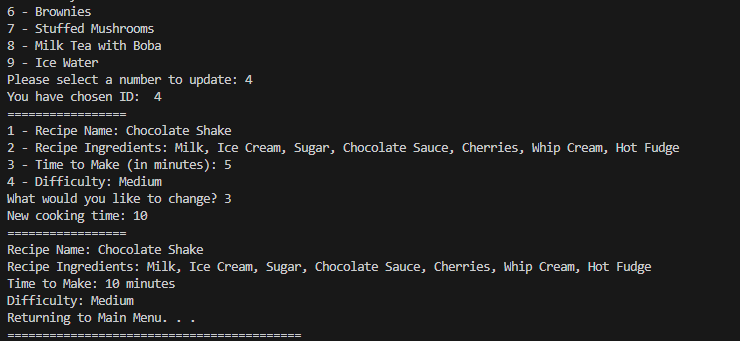 6 - Brownies
7 - Stuffed Mushrooms
8 - Milk Tea with Boba
9 - Ice Water
Please select a number to update: 4
You have chosen ID:  4
=================
1 - Recipe Name: Chocolate Shake
2 - Recipe Ingredients: Milk, Ice Cream, Sugar, Chocolate Sauce, Cherries, Whip Cream, Hot Fudge
3 - Time to Make (in minutes): 5
4 - Difficulty: Medium
What would you like to change? 3
New cooking time: 10
=================
Recipe Name: Chocolate Shake
Recipe Ingredients: Milk, Ice Cream, Sugar, Chocolate Sauce, Cherries, Whip Cream, Hot Fudge
Time to Make: 10 minutes
Difficulty: Medium
Returning to Main Menu. . .
==========================================